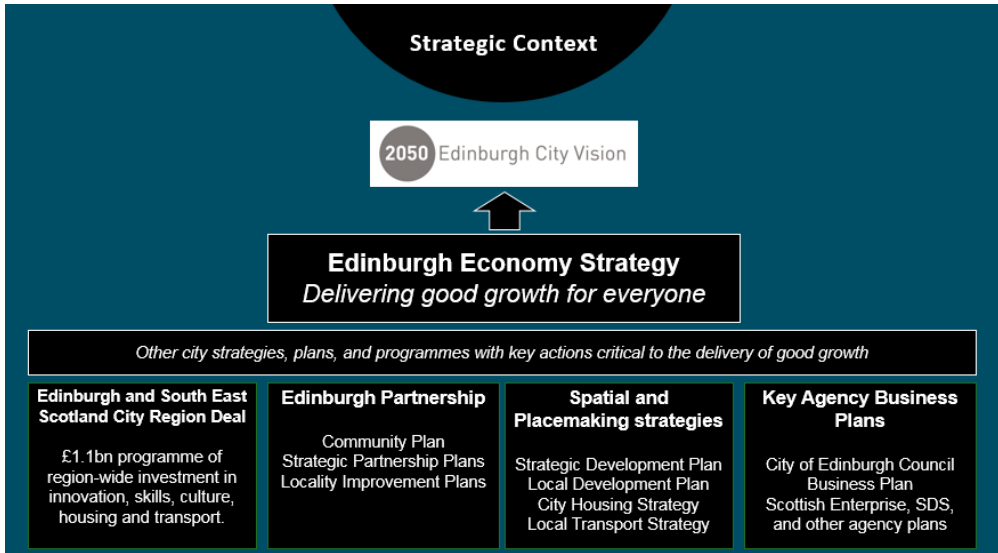 Strategic Context
2050 Edinburgh City Vision
Edinburgh Economy Strategy
Delivering good growth for everyone
Other city strategies, plans, and programmes with key actions critical to the delivery of good growth
Edinburgh and South East
Scotland City Region Deal
£1.1bn programme of
region-wide investment in
innovation, skills, culture,
housing and transport.
Edinburgh Partnership
Community Plan
Strategic Partnership Plans
Locality Improvement Plans
Spatial and
Placemaking strategies
Strategic Development Plan
Local Development Plan
City Housing Strategy
Local Transport Strategy
Key Agency Business
Plans
City of Edinburgh Council
Business Plan
Scottish Enterprise, SDS,
and other agency plans